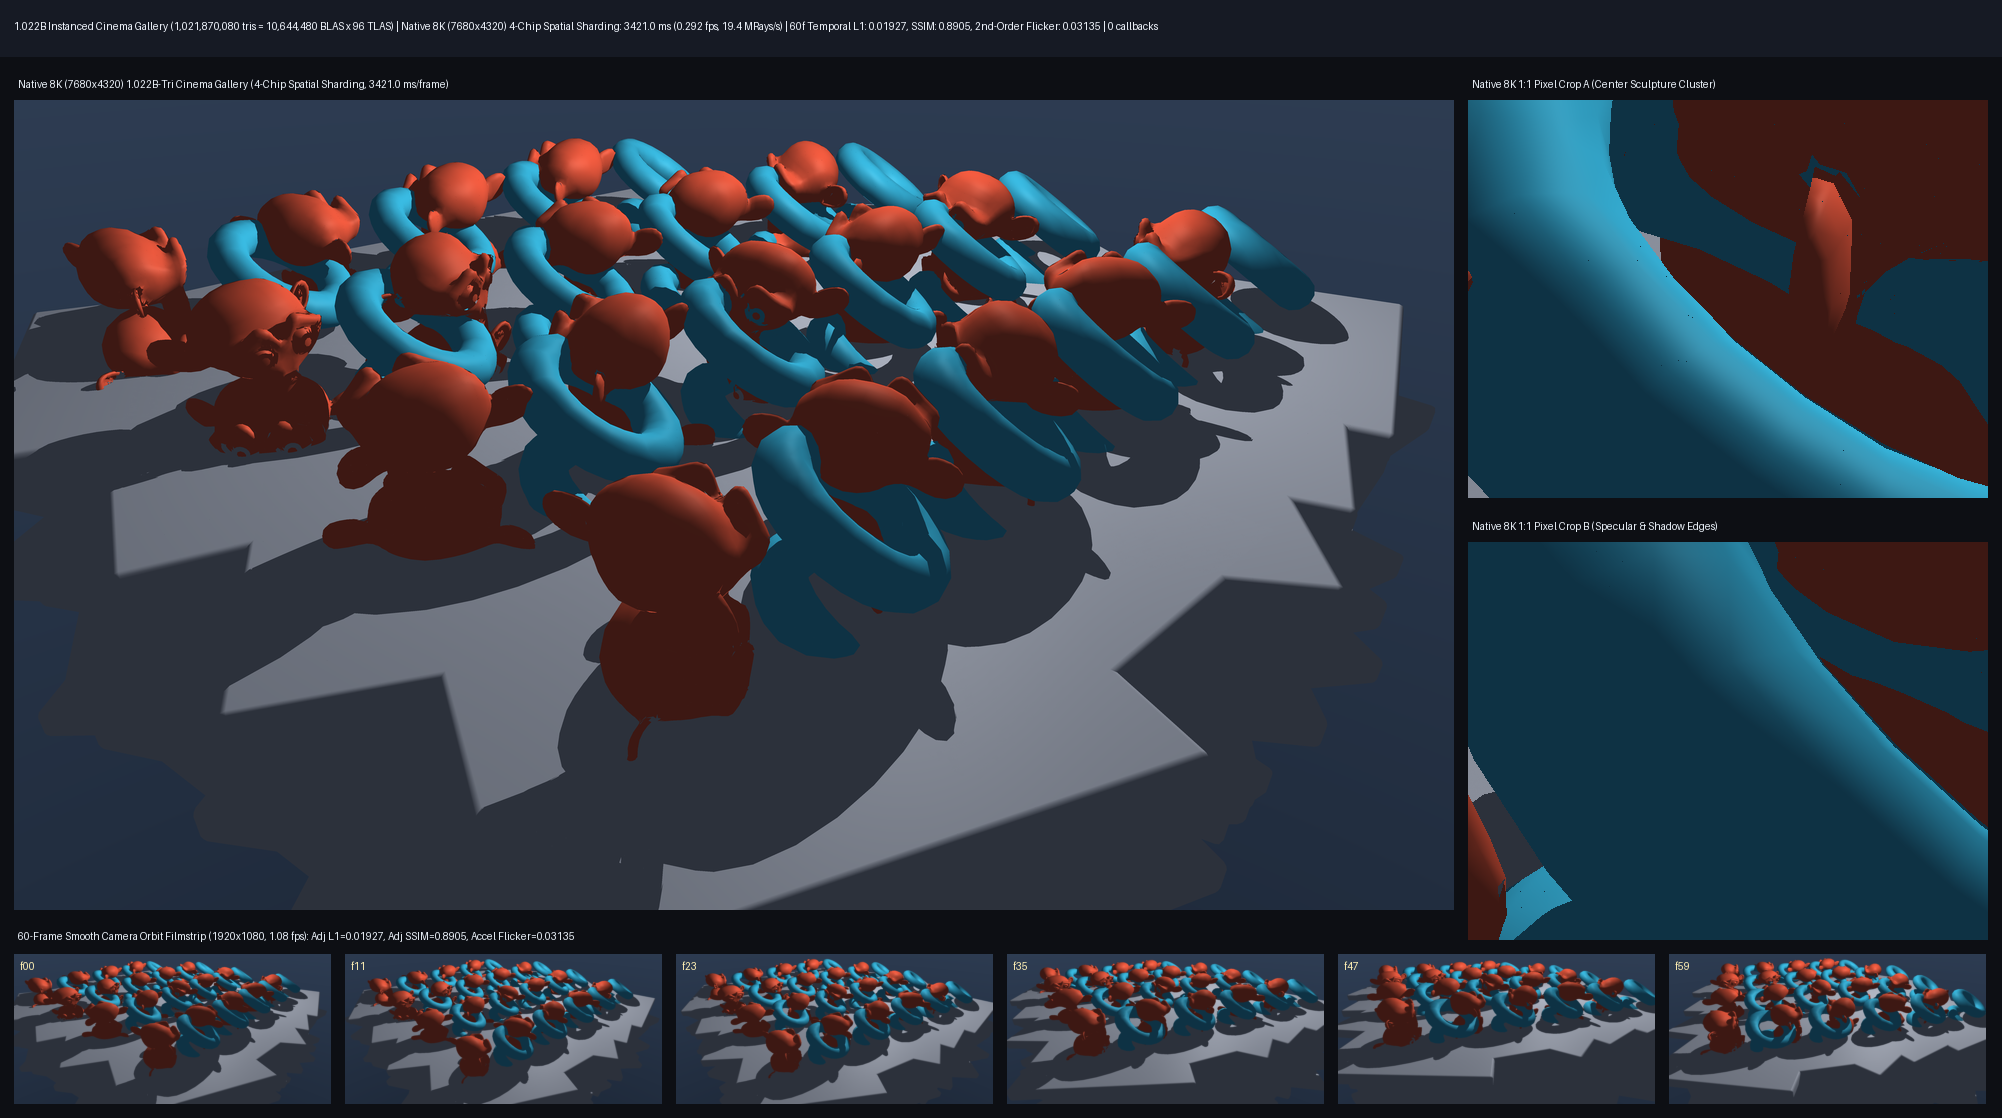 1.022B Instanced Cinema Gallery (1,021,870,080 tris = 10,644,480 BLAS x 96 TLAS) | Native 8K (7680x4320) 4-Chip Spatial Sharding: 3421.0 ms (0.292 fps, 19.4 MRays/s) | 60f Temporal L1: 0.01927, SSIM: 0.8905, 2nd-Order Flicker: 0.03135 | 0 callbacks
Native 8K (7680x4320) 1.022B-Tri Cinema Gallery (4-Chip Spatial Sharding, 3421.0 ms/frame)
Native 8K 1:1 Pixel Crop A (Center Sculpture Cluster)
Native 8K 1:1 Pixel Crop B (Specular & Shadow Edges)
60-Frame Smooth Camera Orbit Filmstrip (1920x1080, 1.08 fps): Adj L1=0.01927, Adj SSIM=0.8905, Accel Flicker=0.03135
f00
f11
f23
f35
f47
f59